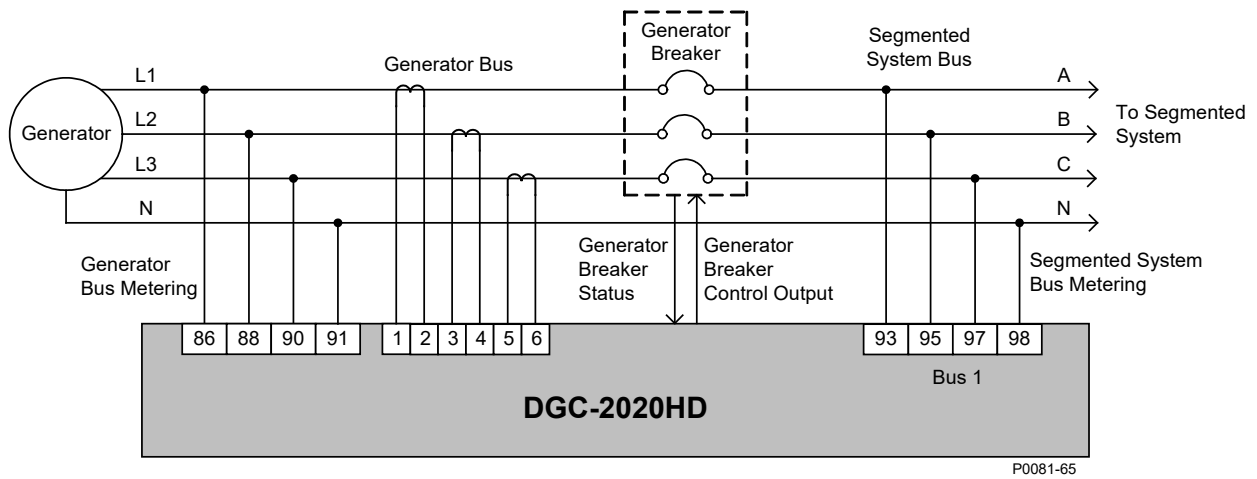 Generator
Breaker
Segmented
System Bus
Generator Bus
L1
A
Generator
L2
B
To Segmented
System
L3
C
N
N
Generator
Bus Metering
Generator
Breaker
Status
Generator
Breaker
Control Output
Segmented System
Bus Metering
86 88 90 91 1 2 3 4 5 6 93 95 97 98
Bus 1
DGC-2020HD
P0081-65